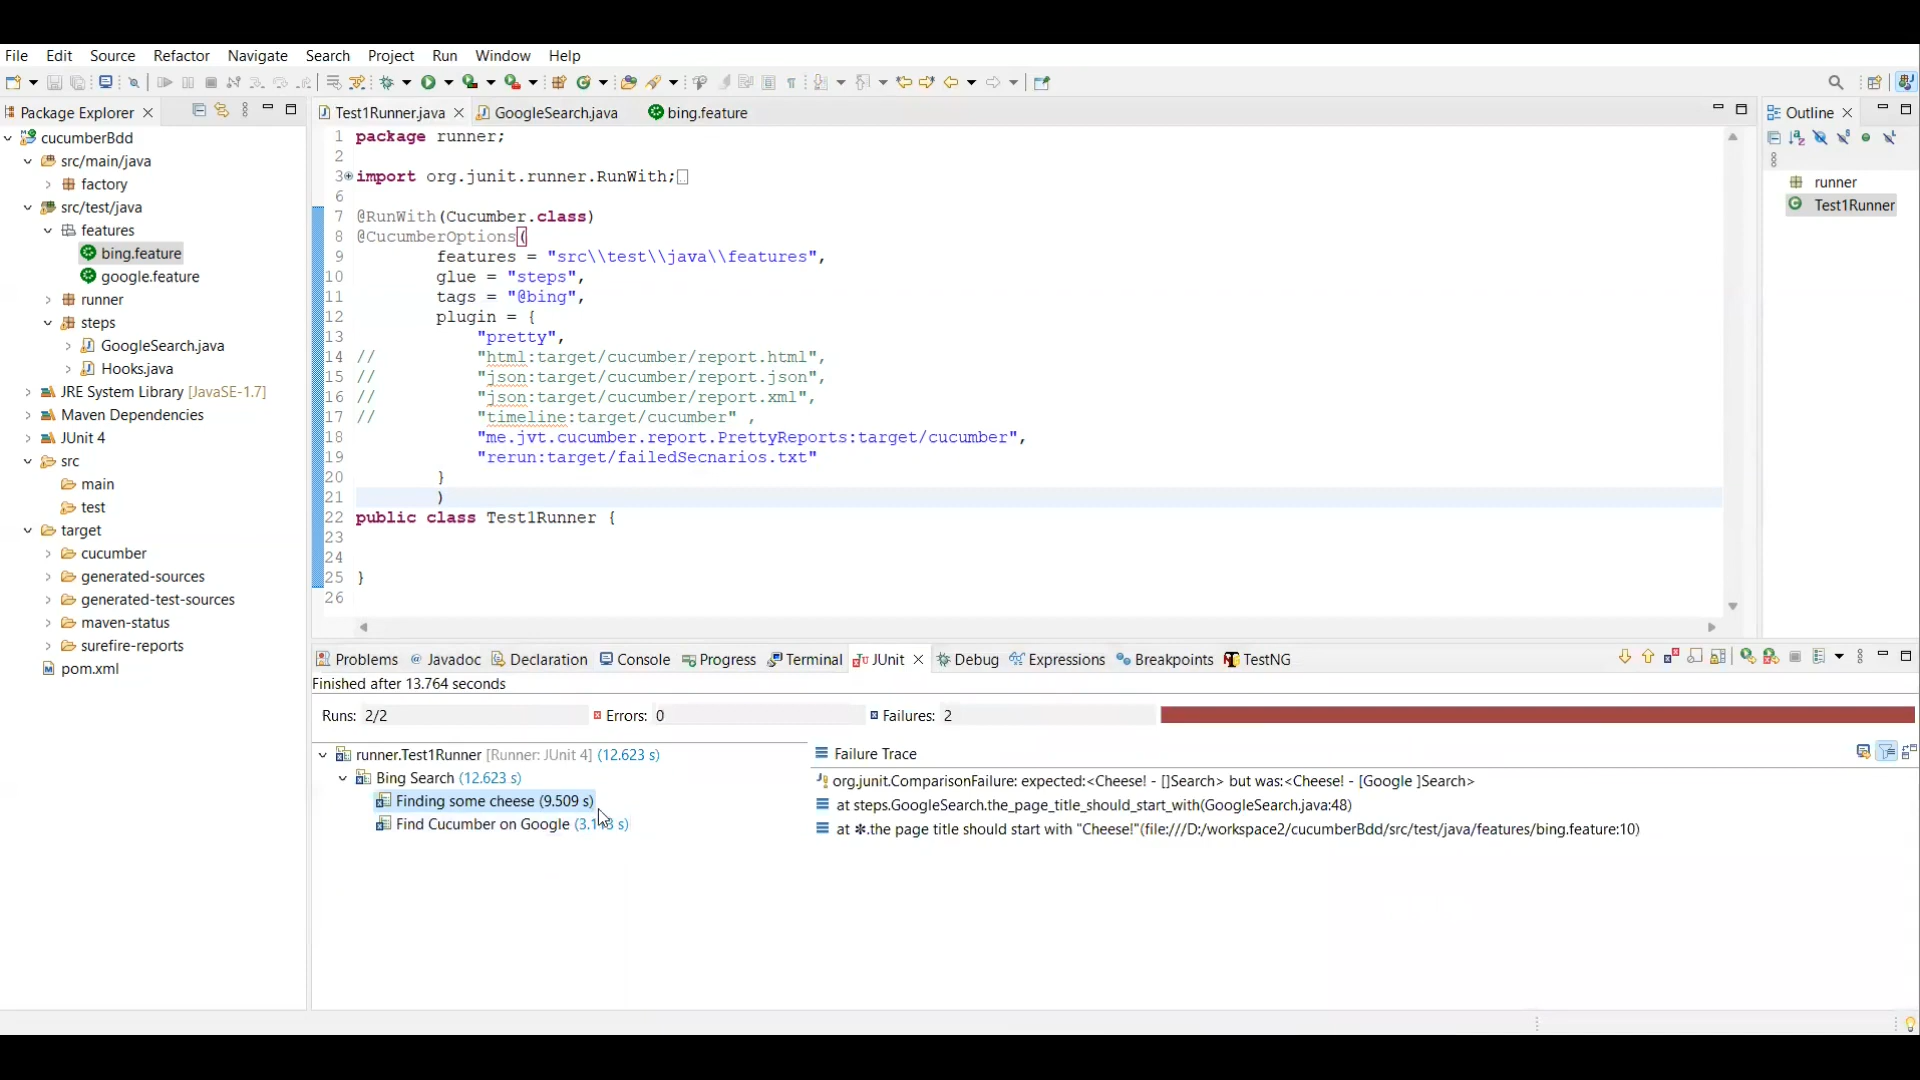 File Edit Source Refactor Navigate Search Project Run Window Help
Package Explorer
cucumberBdd
src/main/java
factory
src/test/java
features
bing.feature
google.feature
runner
steps
GoogleSearch.java
Hooks.java
JRE System Library [JavaSE-1.7]
Maven Dependencies
JUnit 4
src
main
test
target
cucumber
generated-sources
generated-test-sources
maven-status
surefire-reports
pom.xml
Test1Runner.java GoogleSearch.java bing.feature
1 package runner;
2
3 import org.junit.runner.RunWith;
6
7 @RunWith(Cucumber.class)
8 @CucumberOptions(
9 features = "src\\test\\java\\features",
10 glue = "steps",
11 tags = "@bing",
12 plugin = {
13 "pretty",
14 // "html:target/cucumber/report.html",
15 // "json:target/cucumber/report.json",
16 // "json:target/cucumber/report.xml",
17 // "timeline:target/cucumber" ,
18 "me.jvt.cucumber.report.PrettyReports:target/cucumber",
19 "rerun:target/failedSecnarios.txt"
20 }
21 )
22 public class Test1Runner {
23
24
25 }
26
Outline
runner
Test1Runner
Problems Javadoc Declaration Console Progress Terminal JUnit Debug Expressions Breakpoints TestNG
Finished after 13.764 seconds
Runs: 2/2 Errors: 0 Failures: 2
runner.Test1Runner [Runner: JUnit 4] (12.623 s)
Bing Search (12.623 s)
Finding some cheese (9.509 s)
Find Cucumber on Google
Failure Trace
org.junit.ComparisonFailure: expected:<Cheese! - []Search> but was:<Cheese! - [Google ]Search>
at steps.GoogleSearch.the_page_title_should_start_with(GoogleSearch.java:48)
at ✻.the page title should start with "Cheese!"(file:///D:/workspace2/cucumberBdd/src/test/java/features/bing.feature:10)